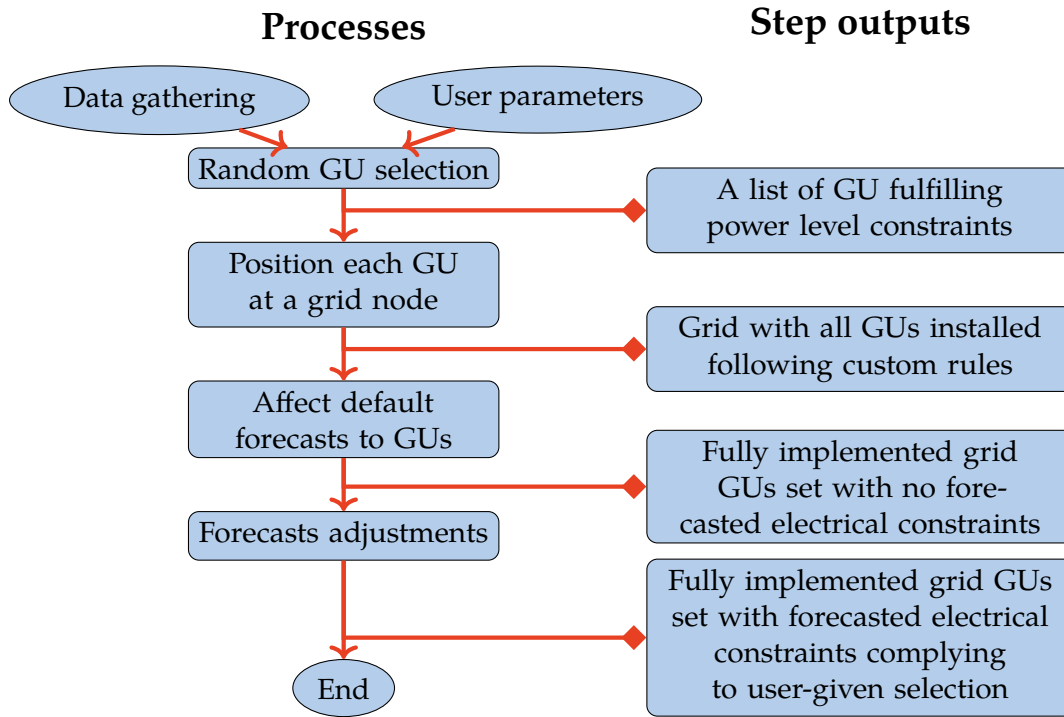 Processes
Step outputs
Data gathering
User parameters
Random GU selection
A list of GU fulfilling
power level constraints
Position each GU
at a grid node
Grid with all GUs installed
following custom rules
Affect default
forecasts to GUs
Fully implemented grid
GUs set with no fore-
casted electrical constraints
Forecasts adjustments
Fully implemented grid GUs
set with forecasted electrical
constraints complying
to user-given selection
End